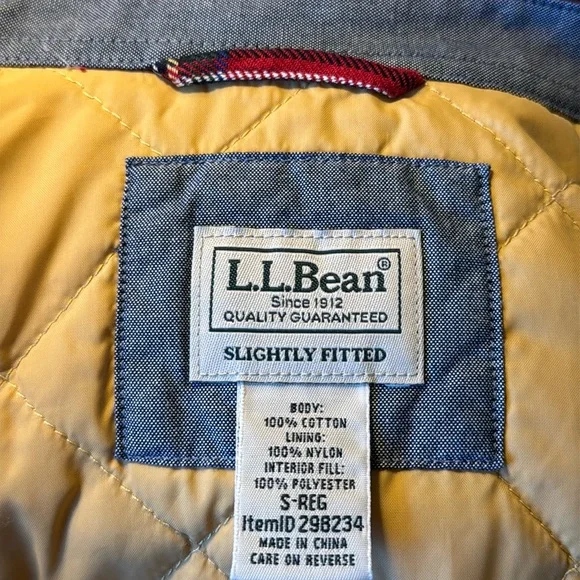 L.L.Bean®
Since 1912
QUALITY GUARANTEED
SLIGHTLY FITTED
BODY:
100% COTTON
LINING:
100% NYLON
INTERIOR FILL:
100% POLYESTER
S-REG
ItemID 298234
MADE IN CHINA
CARE ON REVERSE